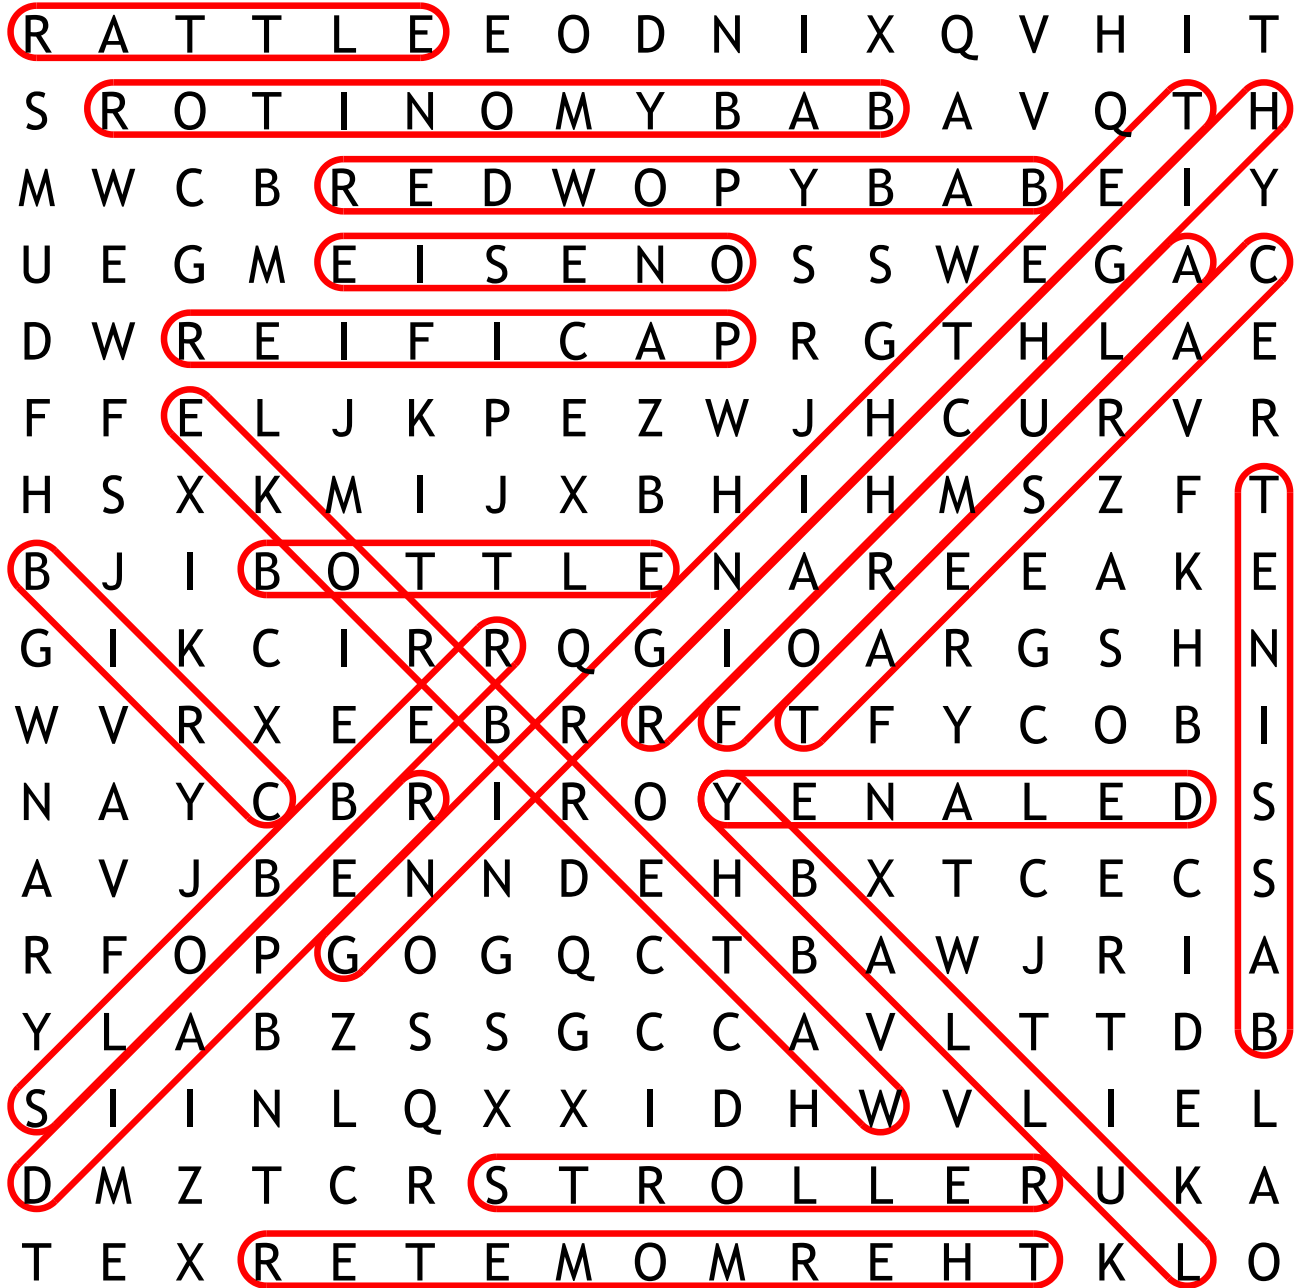 R A T T L E E O D N I X Q V H I T
S R O T I N O M Y B A B A V Q T H
M W C B R E D W O P Y B A B E I Y
U E G M E I S E N O S S W E G A C
D W R E I F I C A P R G T H L A E
F F E L J K P E Z W J H C U R V R
H S X K M I J X B H I H M S Z F T
B J I B O T T L E N A R E E A K E
G I K C I R R Q G I O A R G S H N
W V R X E E B R R F T F Y C O B I
N A Y C B R I R O Y E N A L E D S
A V J B E N N D E H B X T C E C S
R F O P G O G Q C T B A W J R I A
Y L A B Z S S G C C A V L T T D B
S I I N L Q X X I D H W V L I E L
D M Z T C R S T R O L L E R U K A
T E X R E T E M O M R E H T K L O